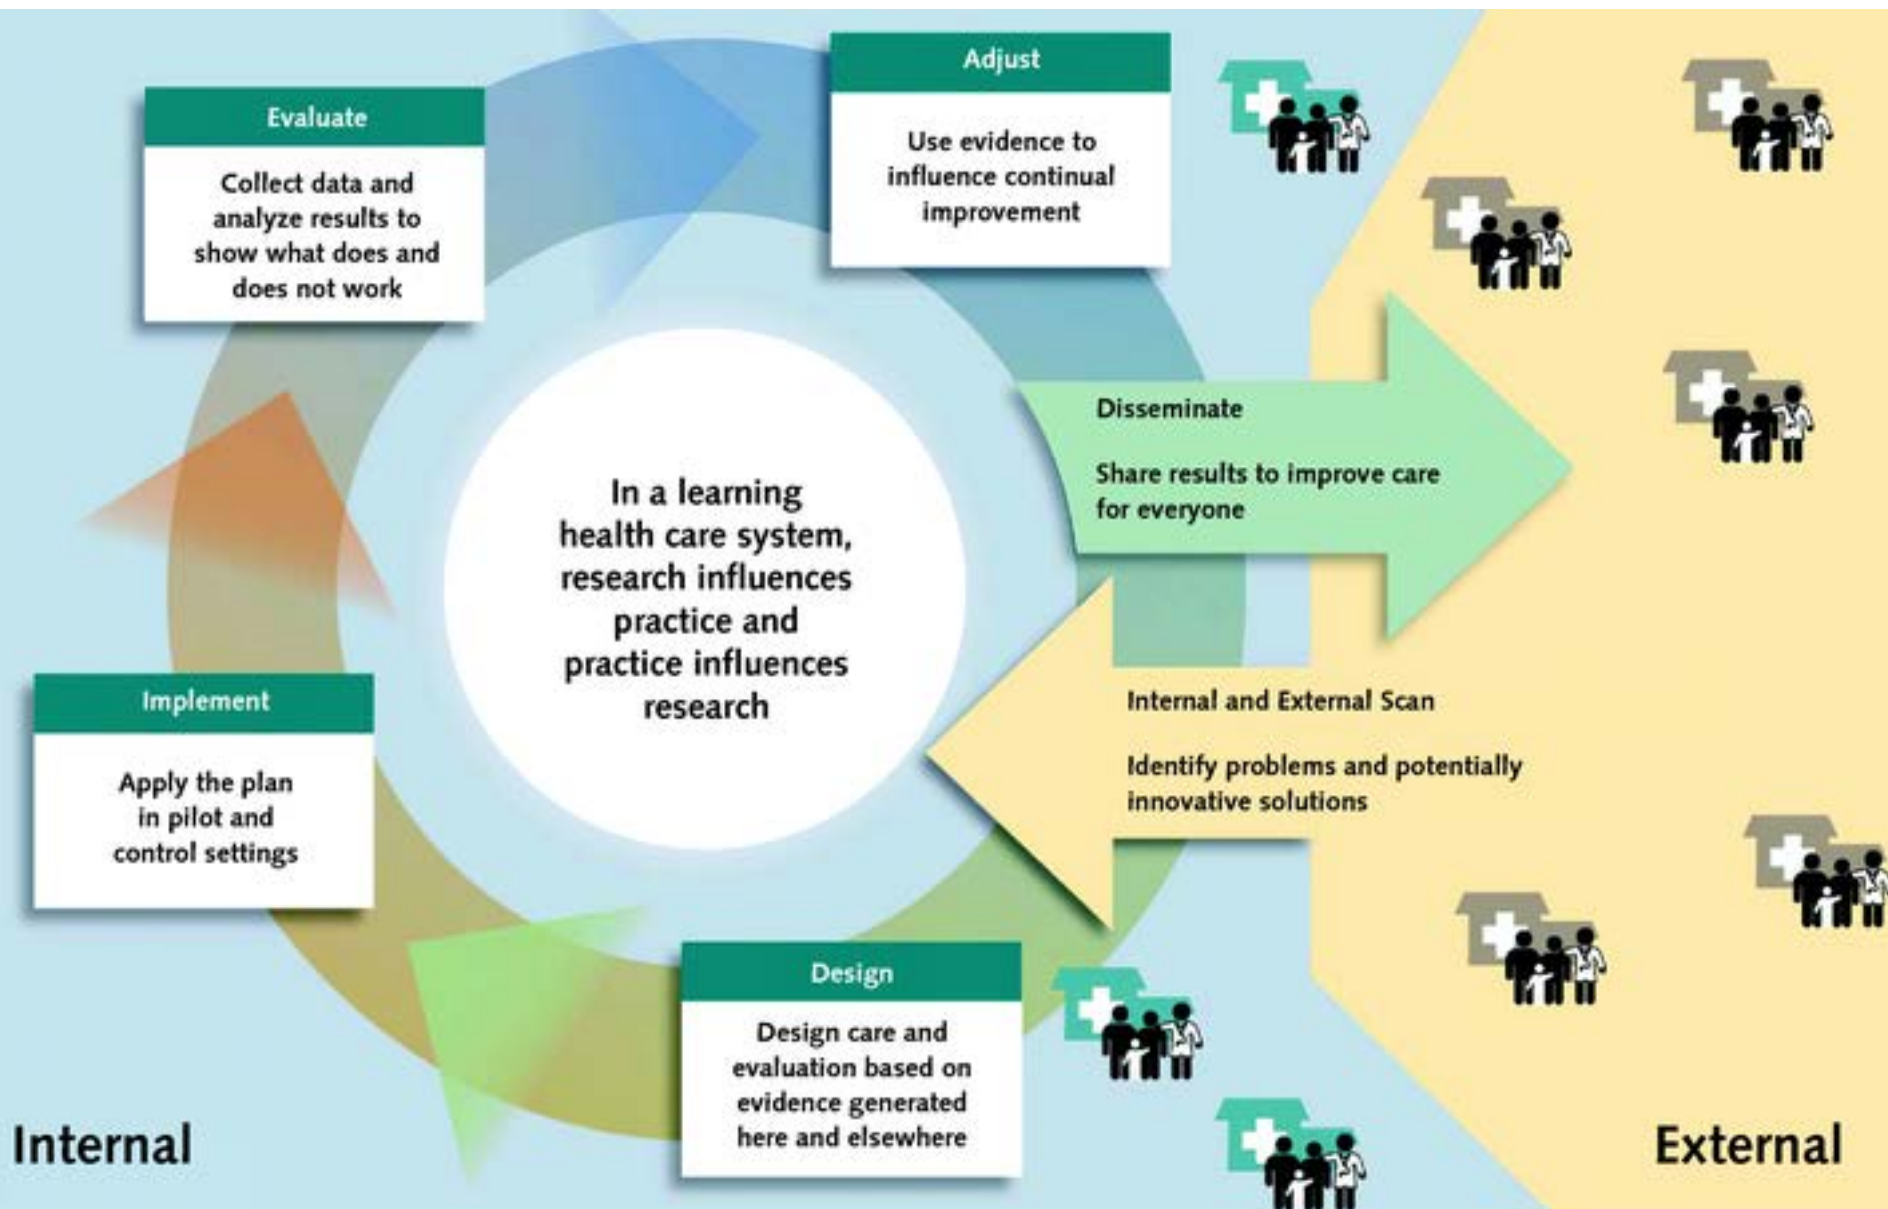 Evaluate
Collect data and
analyze results to
show what does and
does not work
Adjust
Use evidence to
influence continual
improvement
Disseminate
Share results to improve care
for everyone
In a learning
health care system,
research influences
practice and
practice influences
research
Internal and External Scan
Identify problems and potentially
innovative solutions
Implement
Apply the plan
in pilot and
control settings
Design
Design care and
evaluation based on
evidence generated
here and elsewhere
Internal
External